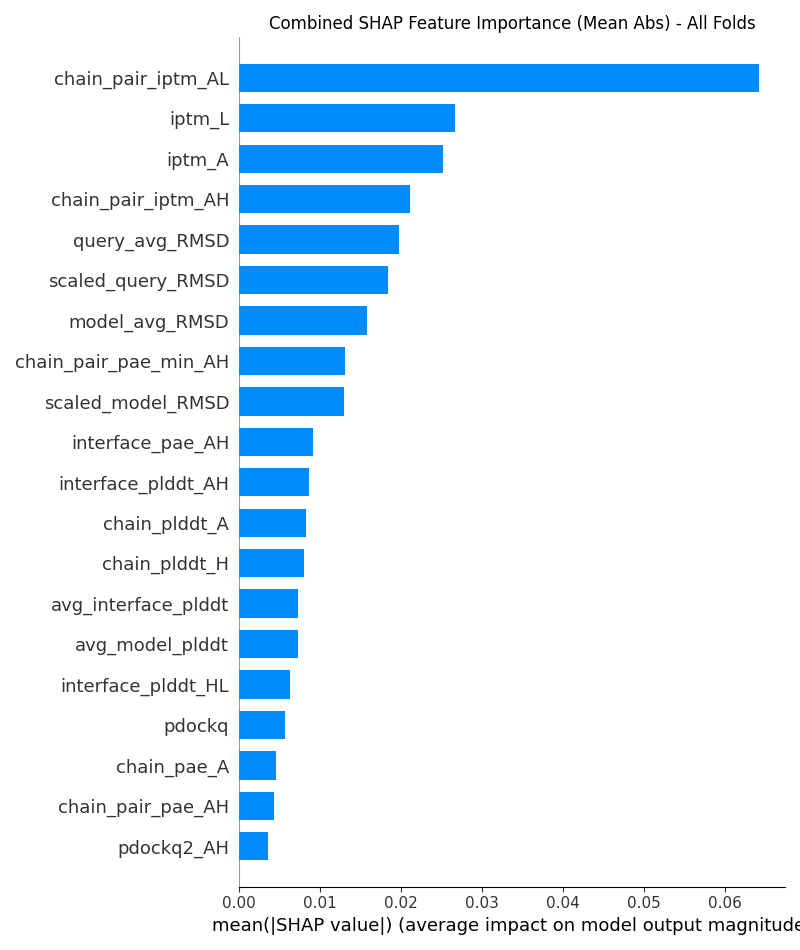 Combined SHAP Feature Importance (Mean Abs) - All Folds
chain_pair_iptm_AL
iptm_L
iptm_A
chain_pair_iptm_AH
query_avg_RMSD
scaled_query_RMSD
model_avg_RMSD
chain_pair_pae_min_AH
scaled_model_RMSD
interface_pae_AH
interface_plddt_AH
chain_plddt_A
chain_plddt_H
avg_interface_plddt
avg_model_plddt
interface_plddt_HL
pdockq
chain_pae_A
chain_pair_pae_AH
pdockq2_AH
0.00 0.01 0.02 0.03 0.04 0.05 0.06
mean(|SHAP value|) (average impact on model output magnitude